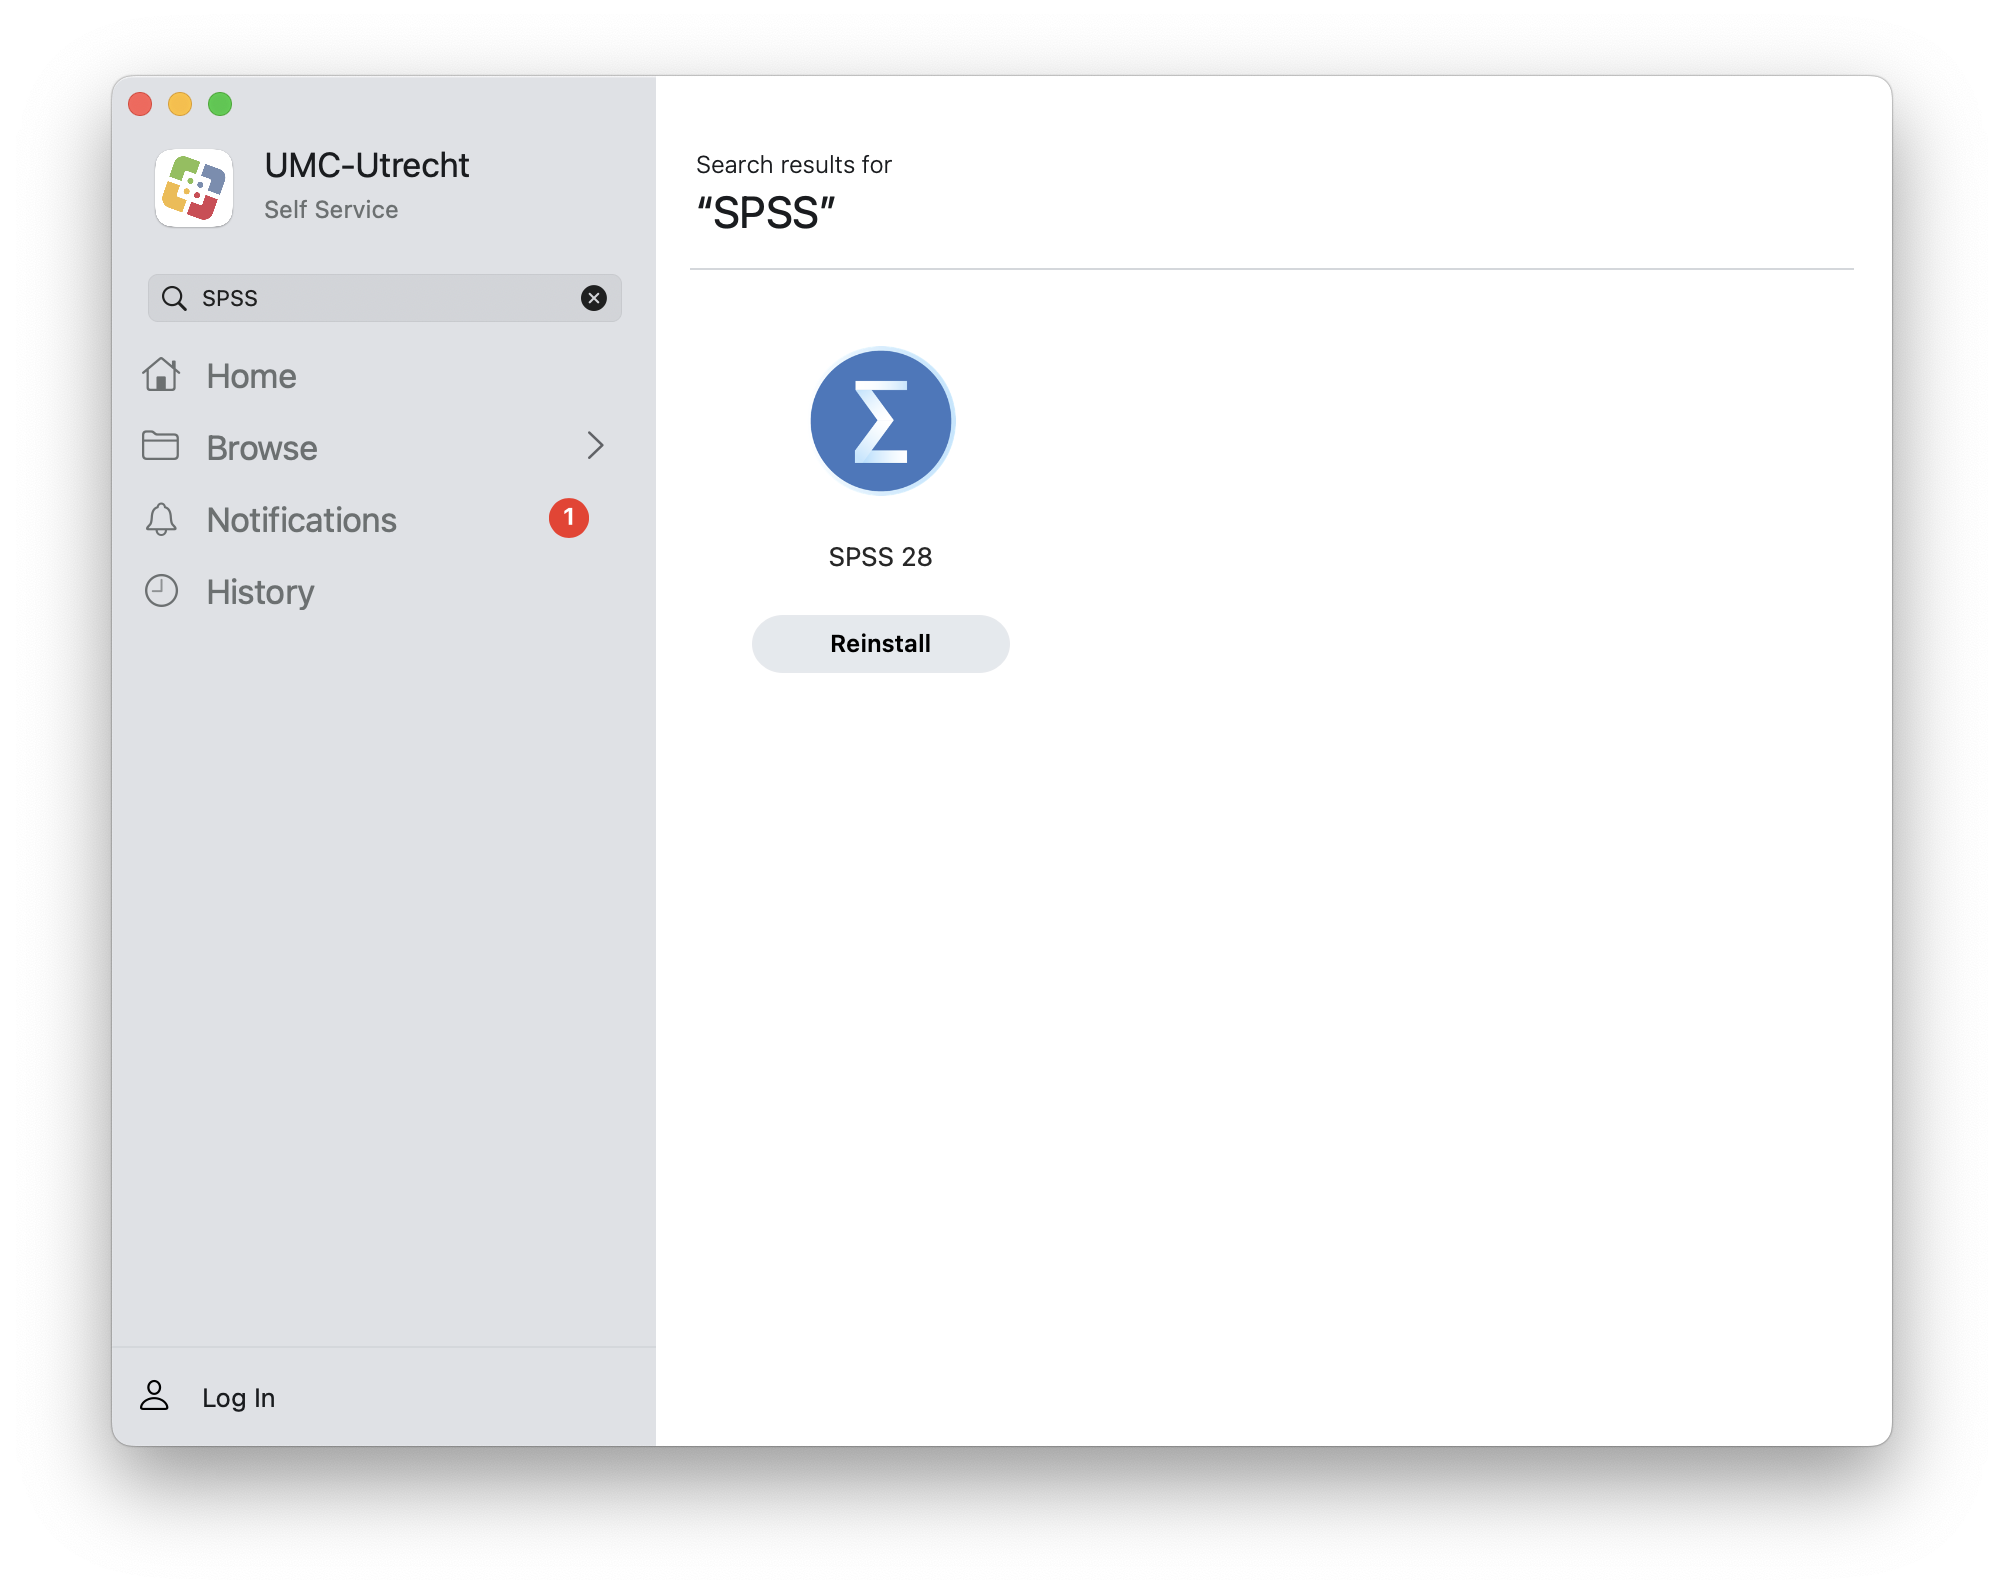 UMC-Utrecht
Self Service
SPSS
Home
Browse
Notifications
1
History
Log In
Search results for
“SPSS”
SPSS 28
Reinstall